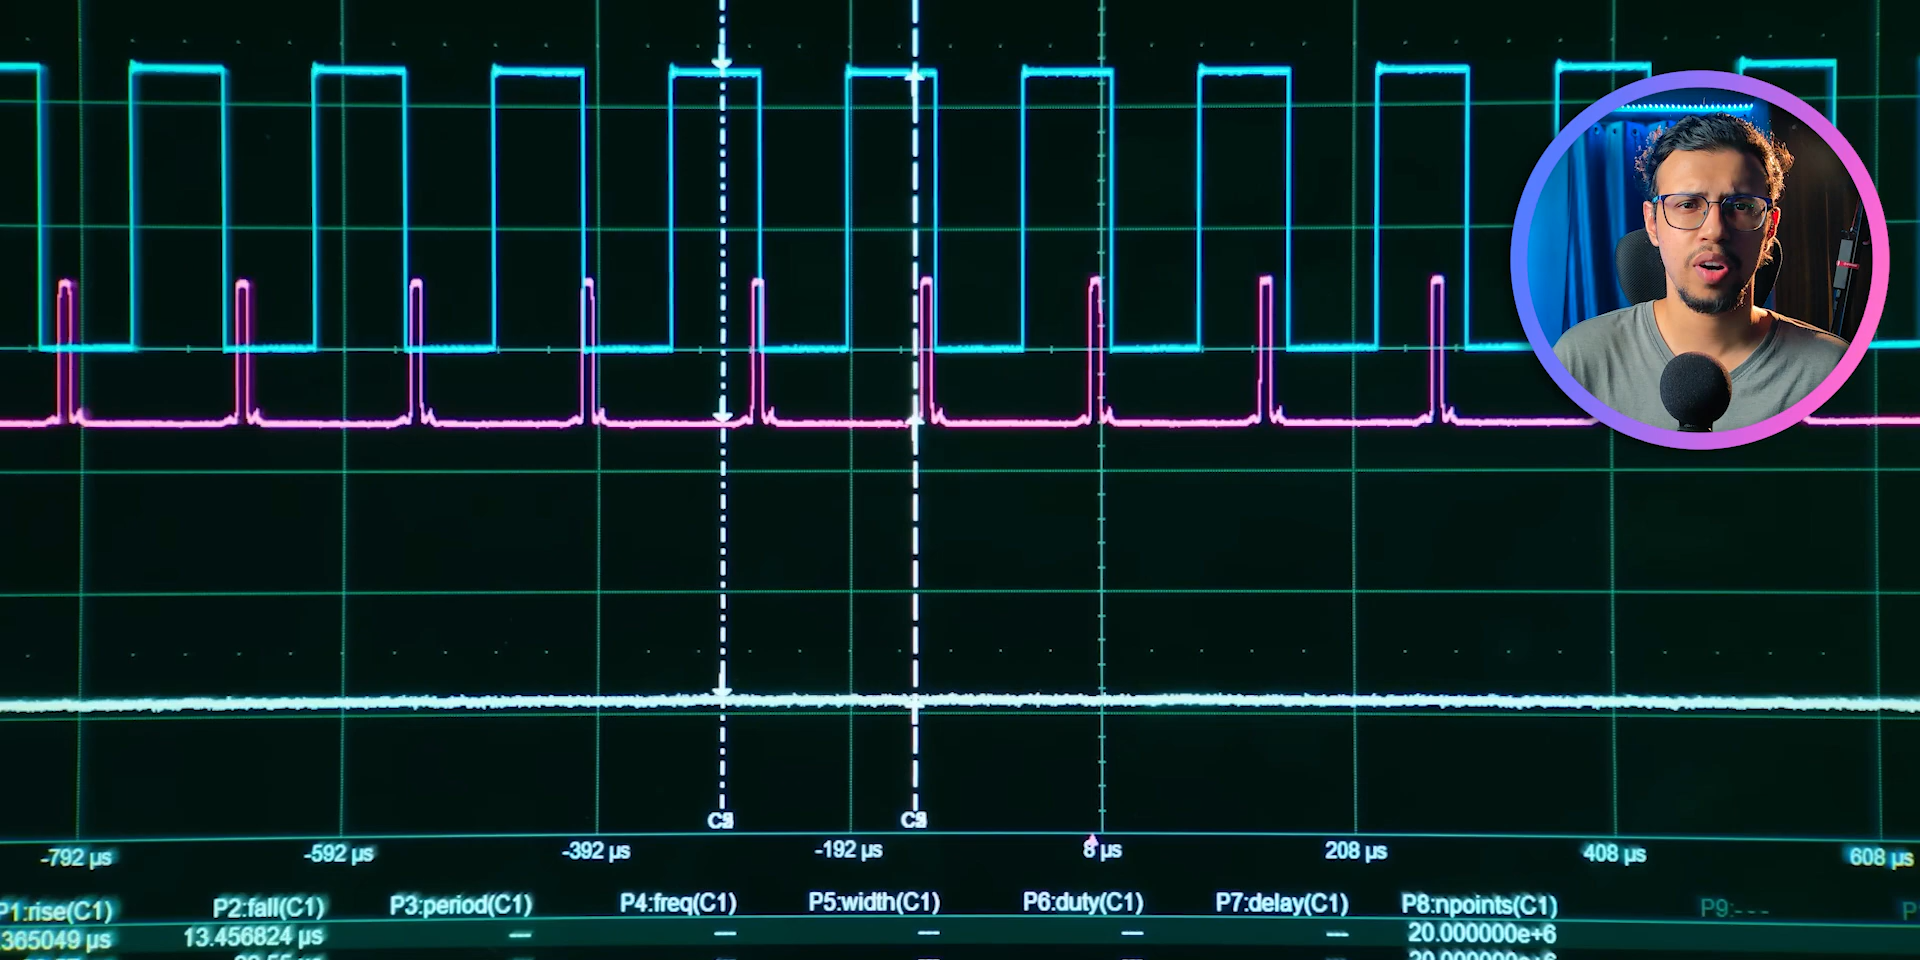 C3
C3
-792 µs -592 µs -392 µs -192 µs 8 µs 208 µs 408 µs 608 µs
P1:rise(C1) P2:fall(C1) P3:period(C1) P4:freq(C1) P5:width(C1) P6:duty(C1) P7:delay(C1) P8:npoints(C1) P9:---
365049 µs 13.456824 µs --- --- --- --- --- 20.000000e+6